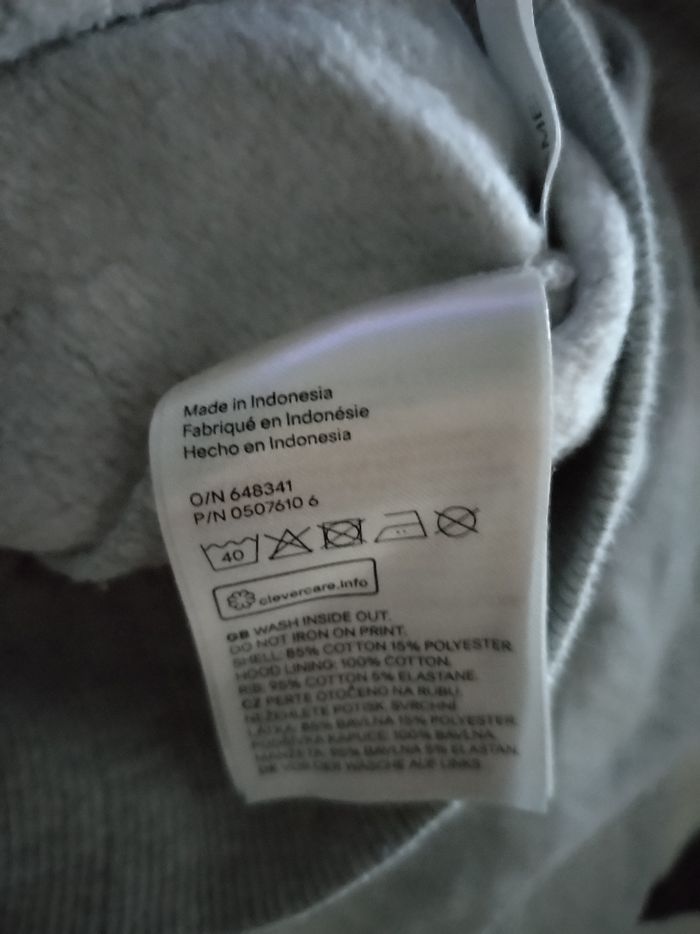 ME
Made in Indonesia
Fabriqué en Indonésie
Hecho en Indonesia
O/N 648341
P/N 0507610 6
40
clevercare.info
GB WASH INSIDE OUT.
DO NOT IRON ON PRINT.
SHELL: 85% COTTON 15% POLYESTER.
HOOD LINING: 100% COTTON.
RIB: 95% COTTON 5% ELASTANE.
CZ PERTE OTOČENO NA RUBU.
NEŽEHLETE POTISK. SVRCHNÍ
LÁTKA: 85% BAVLNA 15% POLYESTER.
PODŠÍVKA KAPUCE: 100% BAVLNA.
MANŽETA: 95% BAVLNA 5% ELASTAN.
VOR DER WÄSCHE AUF LINKS